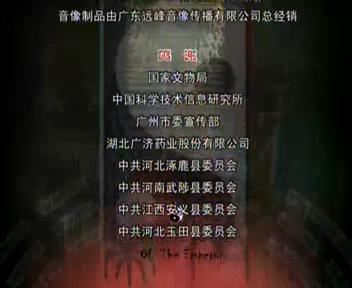 音像制品由广东远峰音像传播有限公司总经销
鸣 谢
国家文物局
中国科学技术信息研究所
广州市委宣传部
湖北广济药业股份有限公司
中共河北涿鹿县委员会
中共河南武陟县委员会
中共江西安义县委员会
中共河北玉田县委员会
Of The Emperor